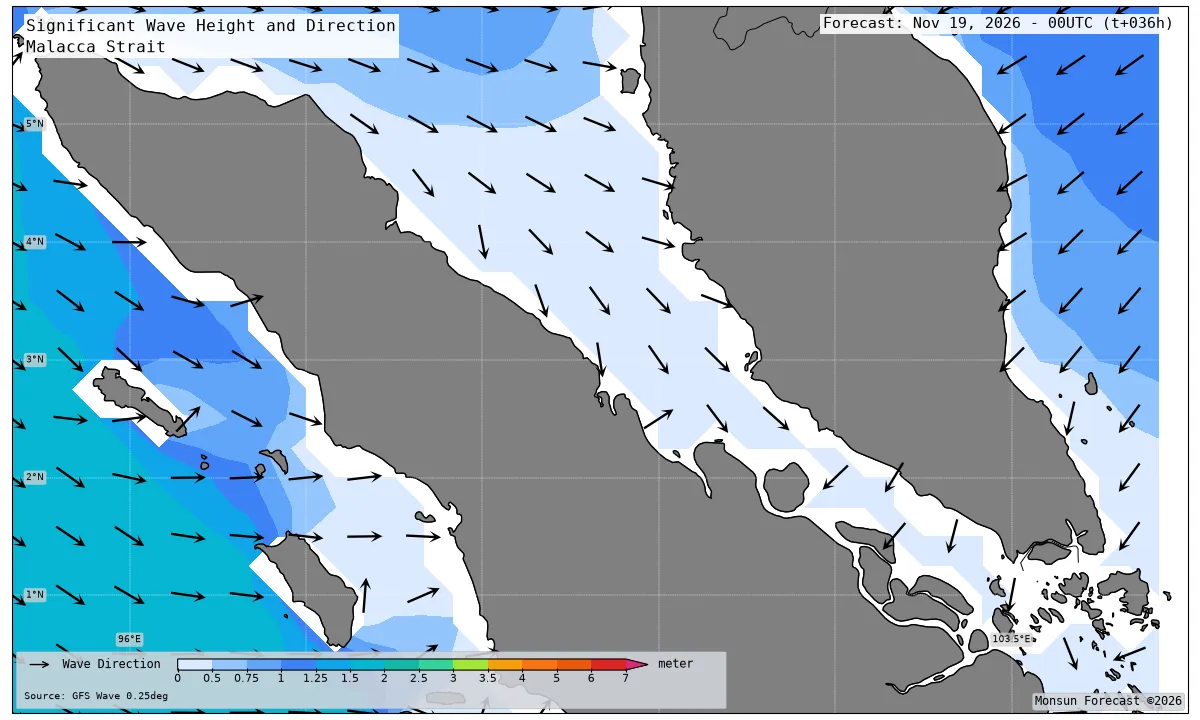 Significant Wave Height and Direction
Malacca Strait
Forecast: Nov 19, 2026 - 00UTC (t+036h)
5°N
4°N
3°N
2°N
1°N
96°E
103.5°E
Wave Direction
meter
0 0.5 0.75 1 1.25 1.5 2 2.5 3 3.5 4 5 6 7
Source: GFS Wave 0.25deg
Monsun Forecast ©2026